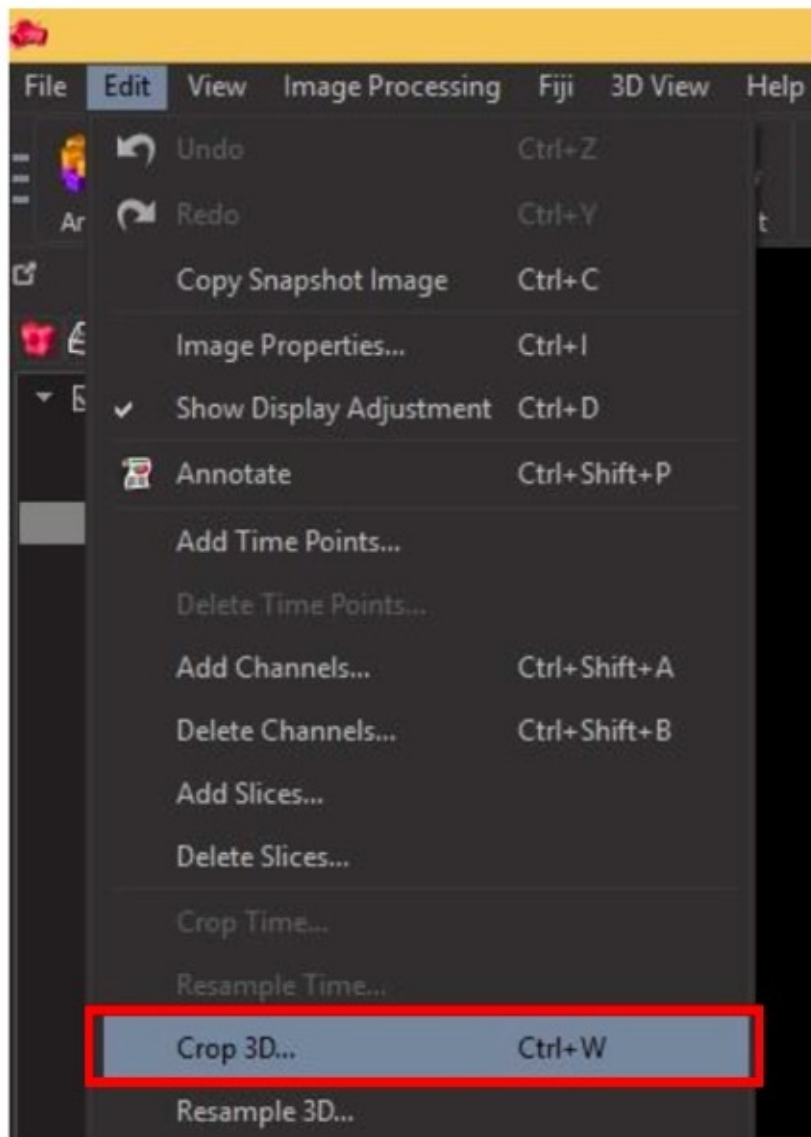 File Edit View Image Processing Fiji 3D View Help
Undo Ctrl+Z
Ar
Redo Ctrl+Y
t
Copy Snapshot Image Ctrl+C
Image Properties... Ctrl+I
Show Display Adjustment Ctrl+D
Annotate Ctrl+Shift+P
Add Time Points...
Delete Time Points...
Add Channels... Ctrl+Shift+A
Delete Channels... Ctrl+Shift+B
Add Slices...
Delete Slices...
Crop Time...
Resample Time...
Crop 3D... Ctrl+W
Resample 3D...